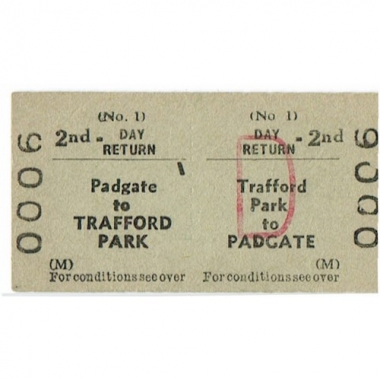 0006
(No. 1)
2nd - DAY
RETURN
Padgate
to
TRAFFORD
PARK
(M)
For conditions see over
(No 1)
DAY - 2nd
RETURN
Trafford
Park
to
PADGATE
(M)
For conditions see over
D
0006